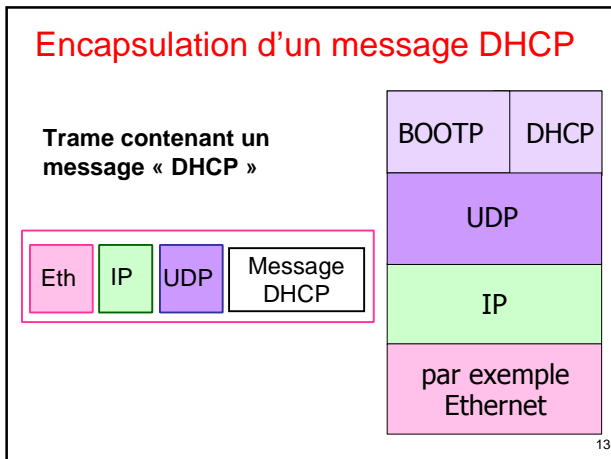 Encapsulation d'un message DHCP
Trame contenant un
message « DHCP »
Eth IP UDP Message
DHCP
BOOTP DHCP
UDP
IP
par exemple
Ethernet
13